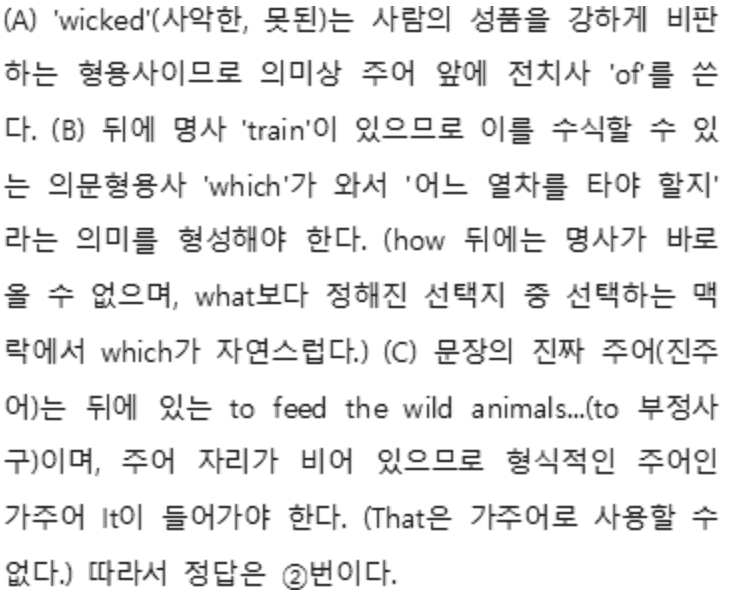 (A) 'wicked'(사악한, 못된)는 사람의 성품을 강하게 비판
하는 형용사이므로 의미상 주어 앞에 전치사 'of'를 쓴
다. (B) 뒤에 명사 'train'이 있으므로 이를 수식할 수 있
는 의문형용사 'which'가 와서 '어느 열차를 타야 할지'
라는 의미를 형성해야 한다. (how 뒤에는 명사가 바로
올 수 없으며, what보다 정해진 선택지 중 선택하는 맥
락에서 which가 자연스럽다.) (C) 문장의 진짜 주어(진주
어)는 뒤에 있는 to feed the wild animals...(to 부정사
구)이며, 주어 자리가 비어 있으므로 형식적인 주어인
가주어 It이 들어가야 한다. (That은 가주어로 사용할 수
없다.) 따라서 정답은 ②번이다.